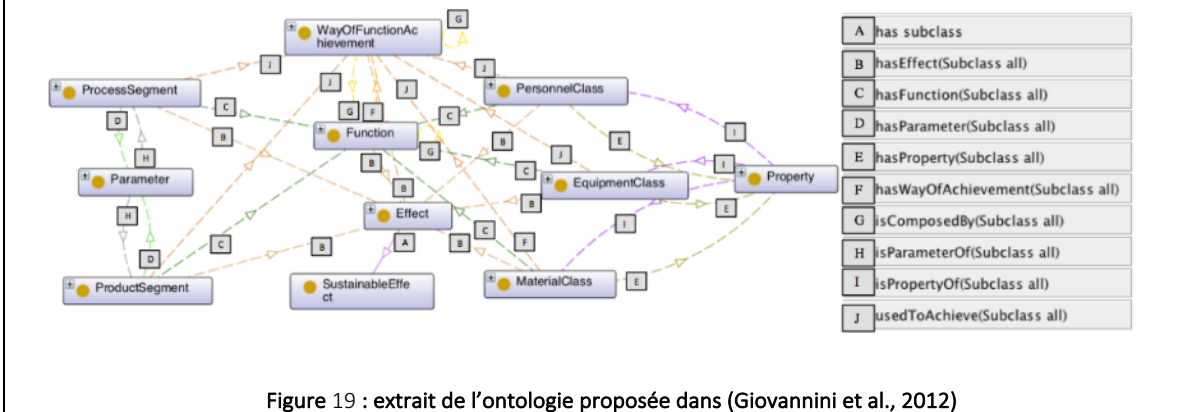 WayOfFunctionAc
hievement
G
J
J
ProcessSegment
PersonnelClass
J
J
C
G
F
C
D
B
Function
I
E
H
G
B
B
J
I
C
Parameter
EquipmentClass
Property
B
B
E
H
Effect
I
C
C
A
B
F
B
D
ProductSegment
SustainableEffe
ct
MaterialClass
E
A has subclass
B hasEffect(Subclass all)
C hasFunction(Subclass all)
D hasParameter(Subclass all)
E hasProperty(Subclass all)
F hasWayOfAchievement(Subclass all)
G isComposedBy(Subclass all)
H isParameterOf(Subclass all)
I isPropertyOf(Subclass all)
J usedToAchieve(Subclass all)
Figure 19 : extrait de l’ontologie proposée dans (Giovannini et al., 2012)